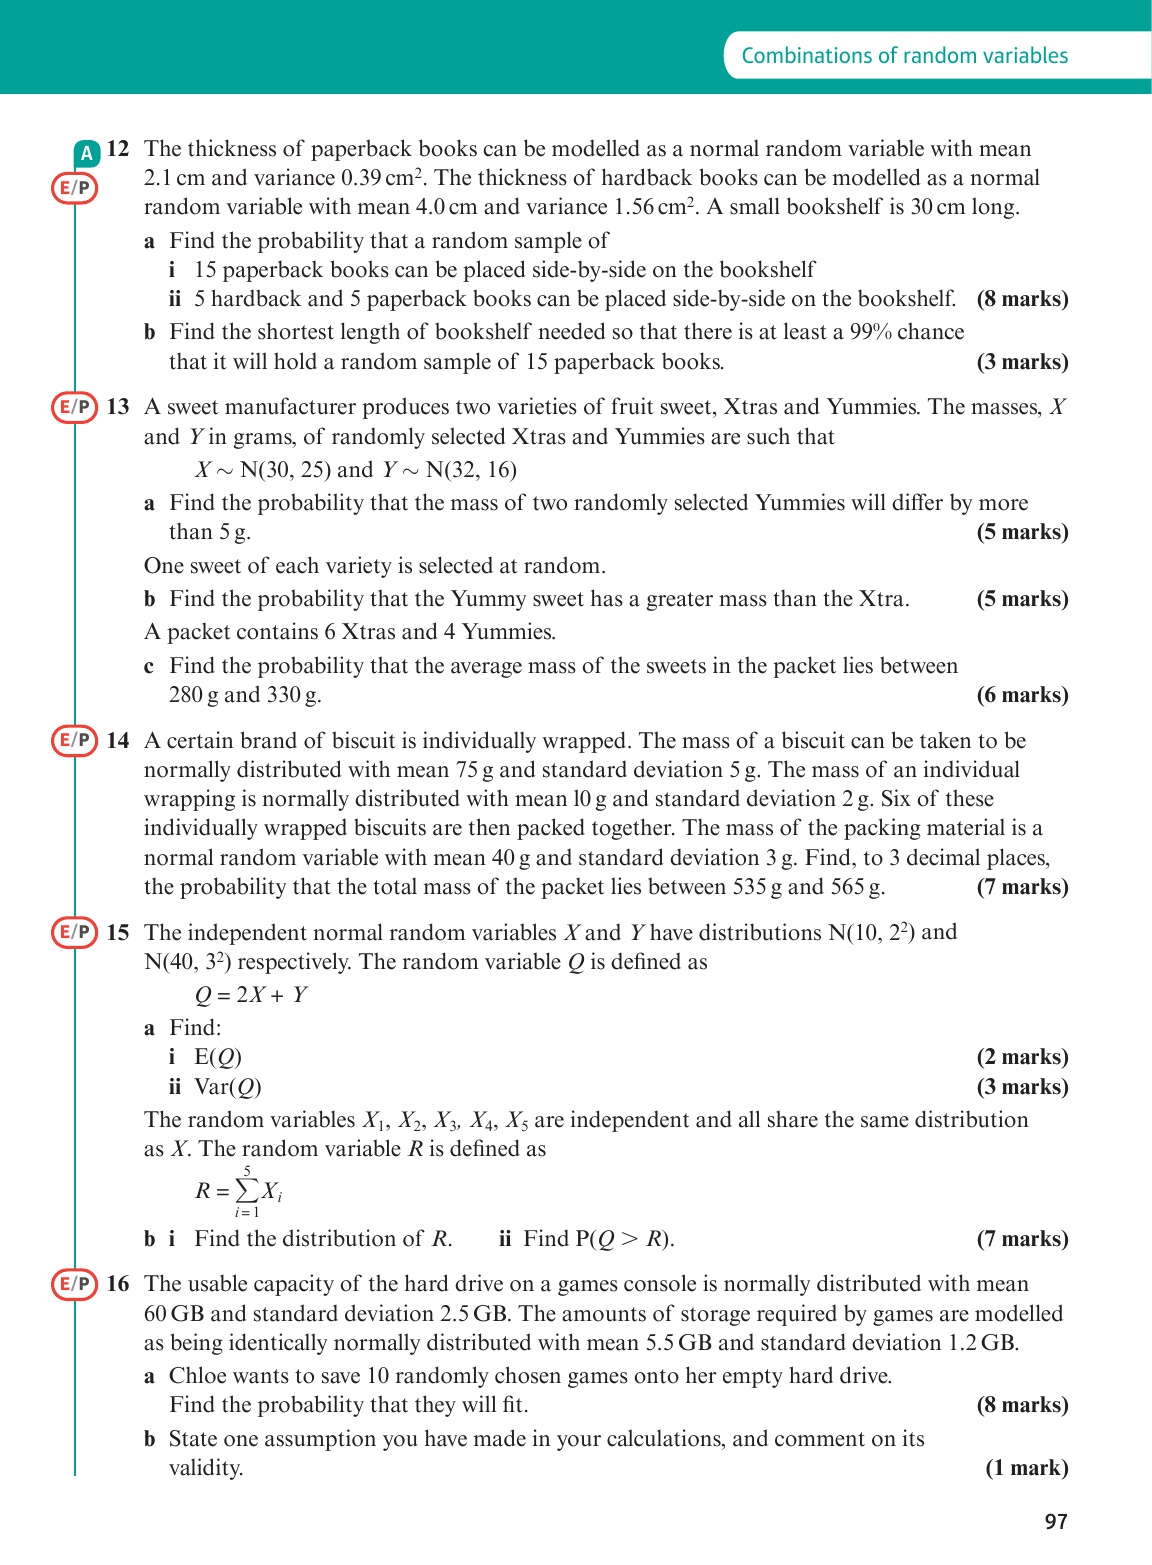 Combinations of random variables
A 12 The thickness of paperback books can be modelled as a normal random variable with mean
E/P 2.1 cm and variance 0.39 cm². The thickness of hardback books can be modelled as a normal
random variable with mean 4.0 cm and variance 1.56 cm². A small bookshelf is 30 cm long.
a Find the probability that a random sample of
i 15 paperback books can be placed side-by-side on the bookshelf
ii 5 hardback and 5 paperback books can be placed side-by-side on the bookshelf. (8 marks)
b Find the shortest length of bookshelf needed so that there is at least a 99% chance
that it will hold a random sample of 15 paperback books. (3 marks)
E/P 13 A sweet manufacturer produces two varieties of fruit sweet, Xtras and Yummies. The masses, X
and Y in grams, of randomly selected Xtras and Yummies are such that
X ~ N(30, 25) and Y ~ N(32, 16)
a Find the probability that the mass of two randomly selected Yummies will differ by more
than 5 g. (5 marks)
One sweet of each variety is selected at random.
b Find the probability that the Yummy sweet has a greater mass than the Xtra. (5 marks)
A packet contains 6 Xtras and 4 Yummies.
c Find the probability that the average mass of the sweets in the packet lies between
280 g and 330 g. (6 marks)
E/P 14 A certain brand of biscuit is individually wrapped. The mass of a biscuit can be taken to be
normally distributed with mean 75 g and standard deviation 5 g. The mass of an individual
wrapping is normally distributed with mean l0 g and standard deviation 2 g. Six of these
individually wrapped biscuits are then packed together. The mass of the packing material is a
normal random variable with mean 40 g and standard deviation 3 g. Find, to 3 decimal places,
the probability that the total mass of the packet lies between 535 g and 565 g. (7 marks)
E/P 15 The independent normal random variables X and Y have distributions N(10, 2²) and
N(40, 3²) respectively. The random variable Q is defined as
Q = 2X + Y
a Find:
i E(Q) (2 marks)
ii Var(Q) (3 marks)
The random variables X₁, X₂, X₃, X₄, X₅ are independent and all share the same distribution
as X. The random variable R is defined as
R = ∑_{i=1}^{5} Xᵢ
b i Find the distribution of R. ii Find P(Q > R). (7 marks)
E/P 16 The usable capacity of the hard drive on a games console is normally distributed with mean
60 GB and standard deviation 2.5 GB. The amounts of storage required by games are modelled
as being identically normally distributed with mean 5.5 GB and standard deviation 1.2 GB.
a Chloe wants to save 10 randomly chosen games onto her empty hard drive.
Find the probability that they will fit. (8 marks)
b State one assumption you have made in your calculations, and comment on its
validity. (1 mark)
97